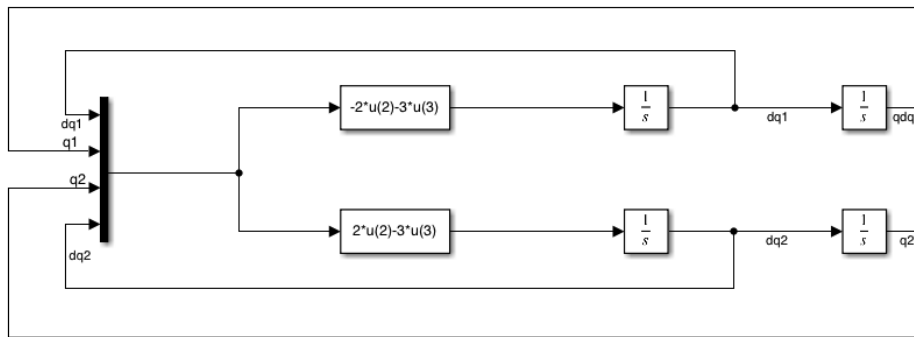 dq1
q1
q2
dq2
-2*u(2)-3*u(3)
1
s
dq1
1
s
qdq
2*u(2)-3*u(3)
1
s
dq2
1
s
q2